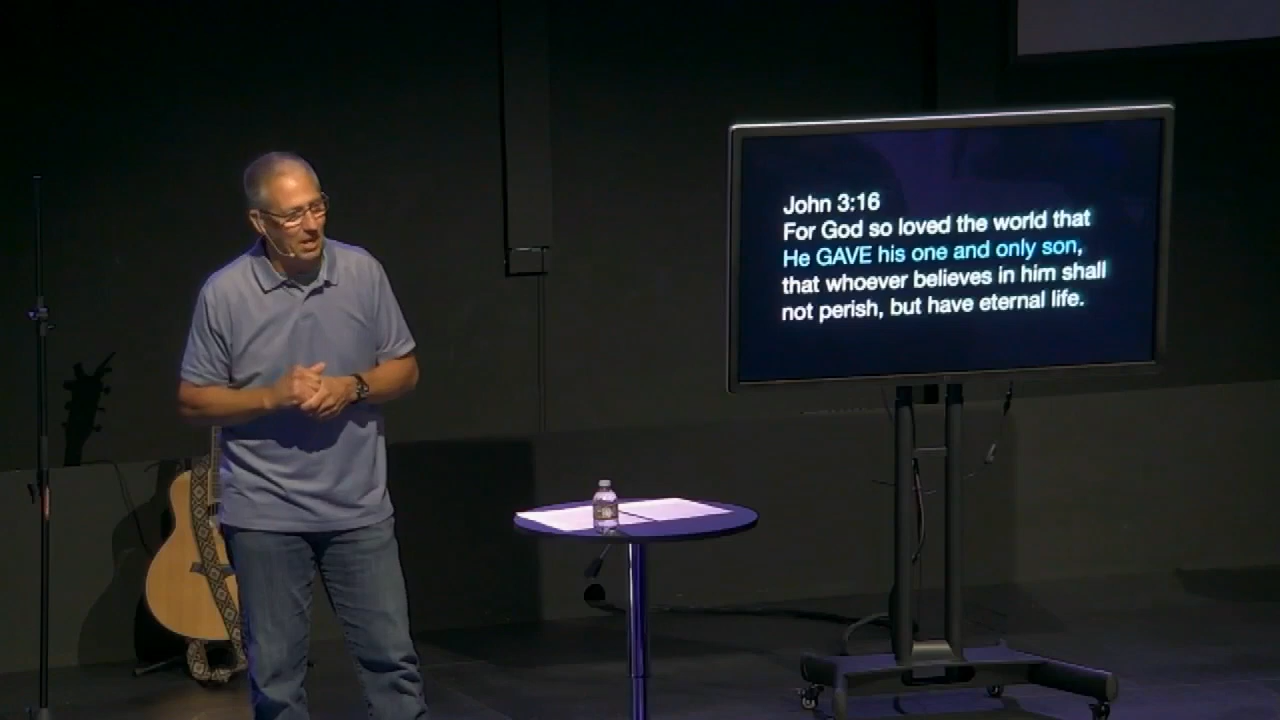 John 3:16
For God so loved the world that
He GAVE his one and only son,
that whoever believes in him shall
not perish, but have eternal life.